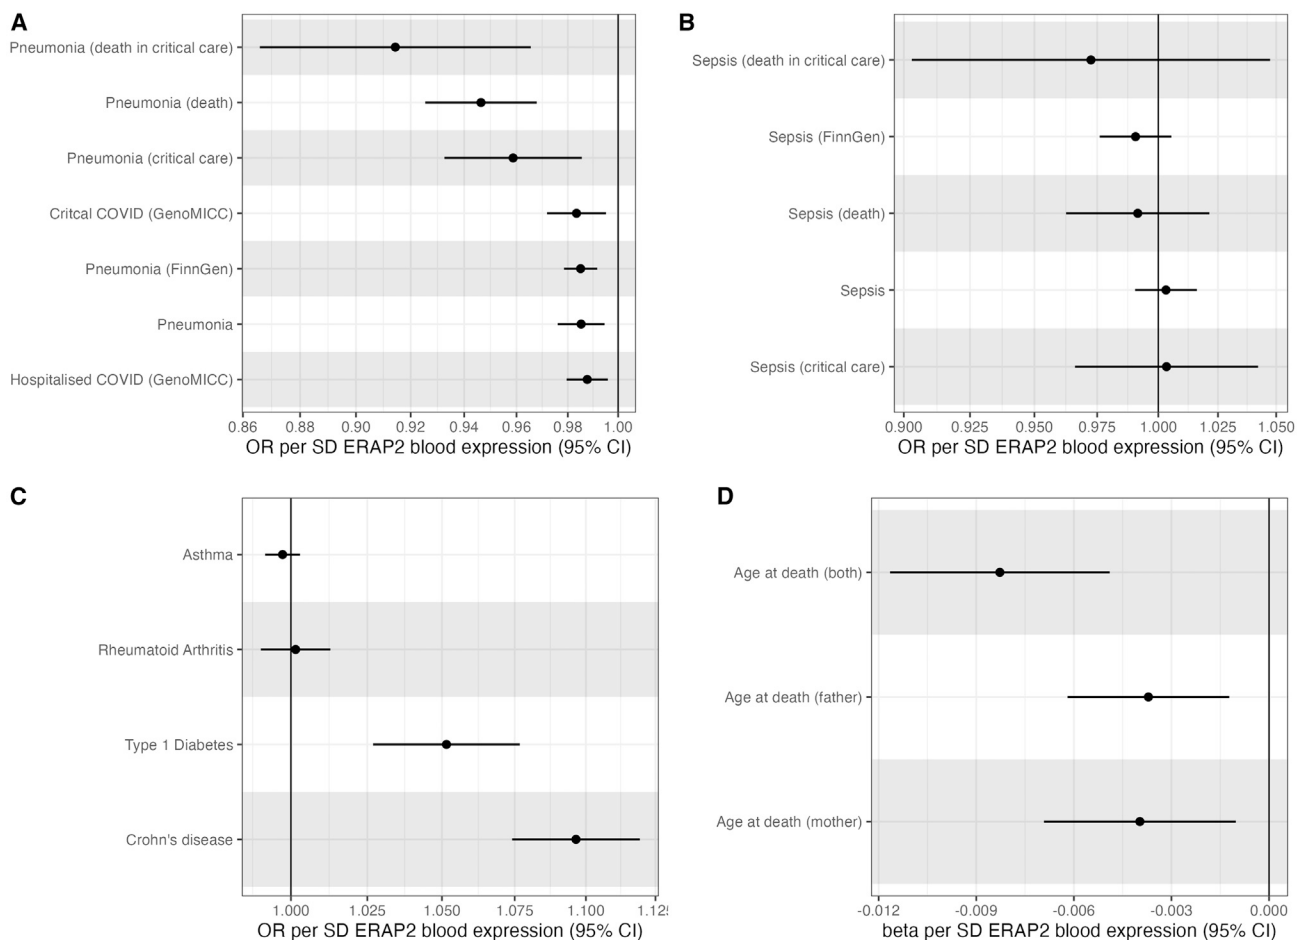 A
Pneumonia (death in critical care)
Pneumonia (death)
Pneumonia (critical care)
Critcal COVID (GenoMICC)
Pneumonia (FinnGen)
Pneumonia
Hospitalised COVID (GenoMICC)
0.86 0.88 0.90 0.92 0.94 0.96 0.98 1.00
OR per SD ERAP2 blood expression (95% CI)
B
Sepsis (death in critical care)
Sepsis (FinnGen)
Sepsis (death)
Sepsis
Sepsis (critical care)
0.900 0.925 0.950 0.975 1.000 1.025 1.050
OR per SD ERAP2 blood expression (95% CI)
C
Asthma
Rheumatoid Arthritis
Type 1 Diabetes
Crohn's disease
1.000 1.025 1.050 1.075 1.100
OR per SD ERAP2 blood expression (95% CI)
D
Age at death (both)
Age at death (father)
Age at death (mother)
-0.012 -0.009 -0.006 -0.003 0.000
beta per SD ERAP2 blood expression (95% CI)